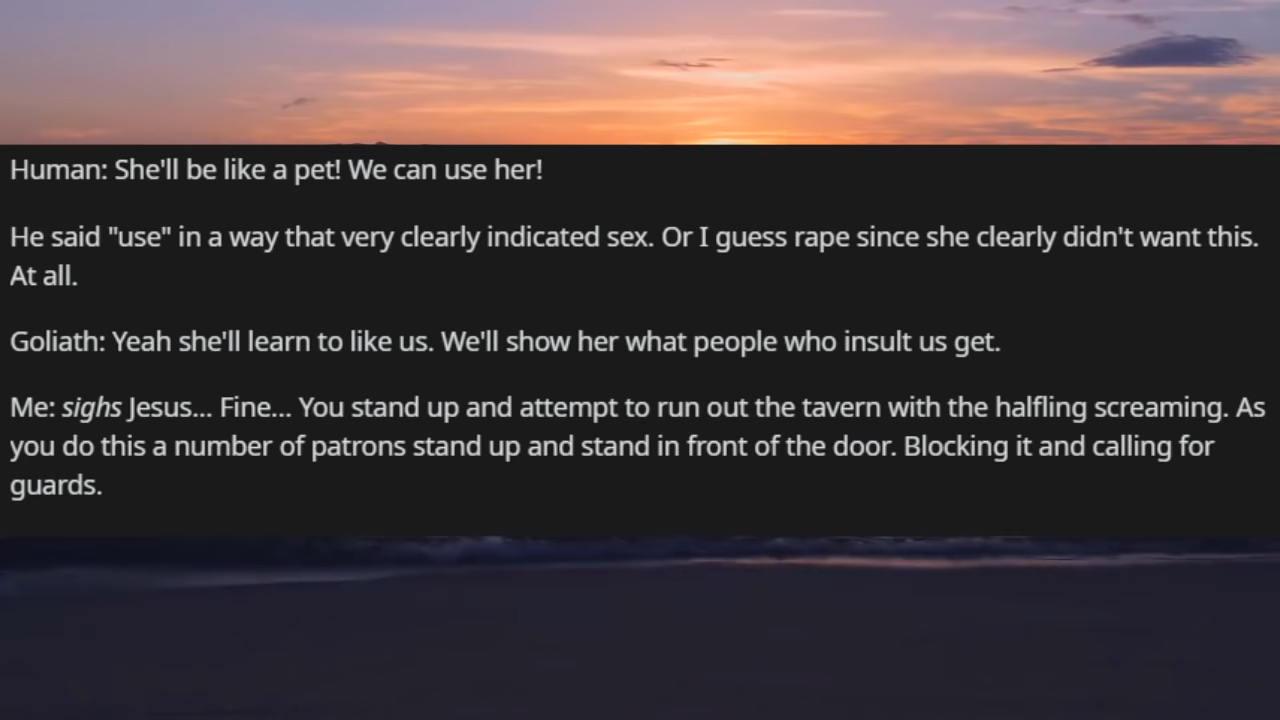 Human: She'll be like a pet! We can use her!
He said "use" in a way that very clearly indicated sex. Or I guess rape since she clearly didn't want this.
At all.
Goliath: Yeah she'll learn to like us. We'll show her what people who insult us get.
Me: sighs Jesus... Fine... You stand up and attempt to run out the tavern with the halfling screaming. As
you do this a number of patrons stand up and stand in front of the door. Blocking it and calling for
guards.